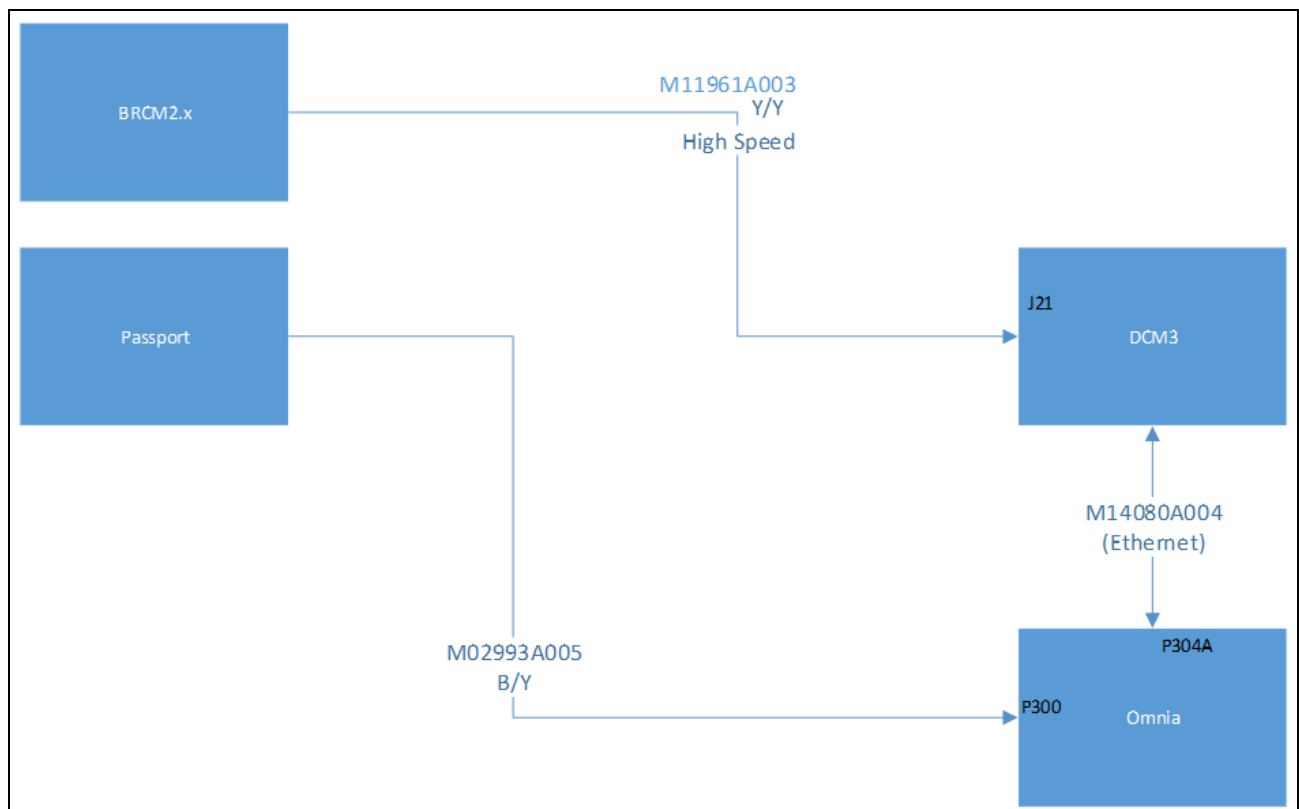 BRCM2.x
M11961A003
Y/Y
High Speed
Passport
J21
DCM3
M14080A004
(Ethernet)
M02993A005
B/Y
P304A
P300
Omnia